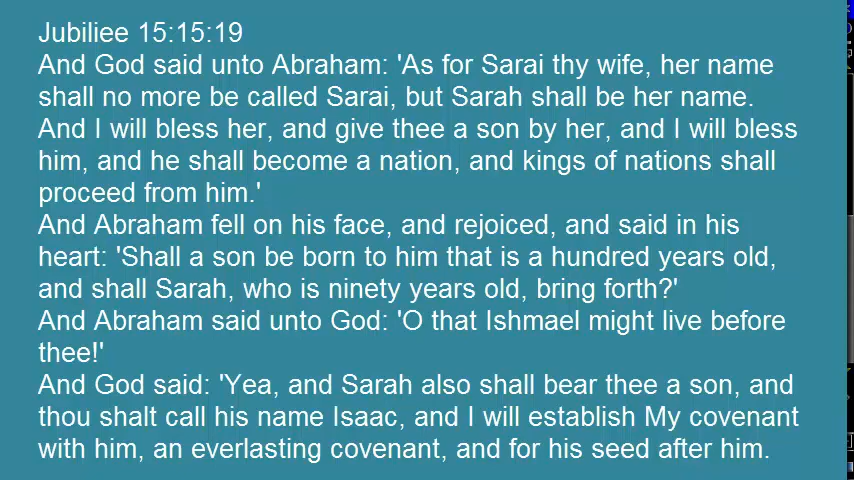 Jubiliee 15:15:19
And God said unto Abraham: 'As for Sarai thy wife, her name
shall no more be called Sarai, but Sarah shall be her name.
And I will bless her, and give thee a son by her, and I will bless
him, and he shall become a nation, and kings of nations shall
proceed from him.'
And Abraham fell on his face, and rejoiced, and said in his
heart: 'Shall a son be born to him that is a hundred years old,
and shall Sarah, who is ninety years old, bring forth?'
And Abraham said unto God: 'O that Ishmael might live before
thee!'
And God said: 'Yea, and Sarah also shall bear thee a son, and
thou shalt call his name Isaac, and I will establish My covenant
with him, an everlasting covenant, and for his seed after him.